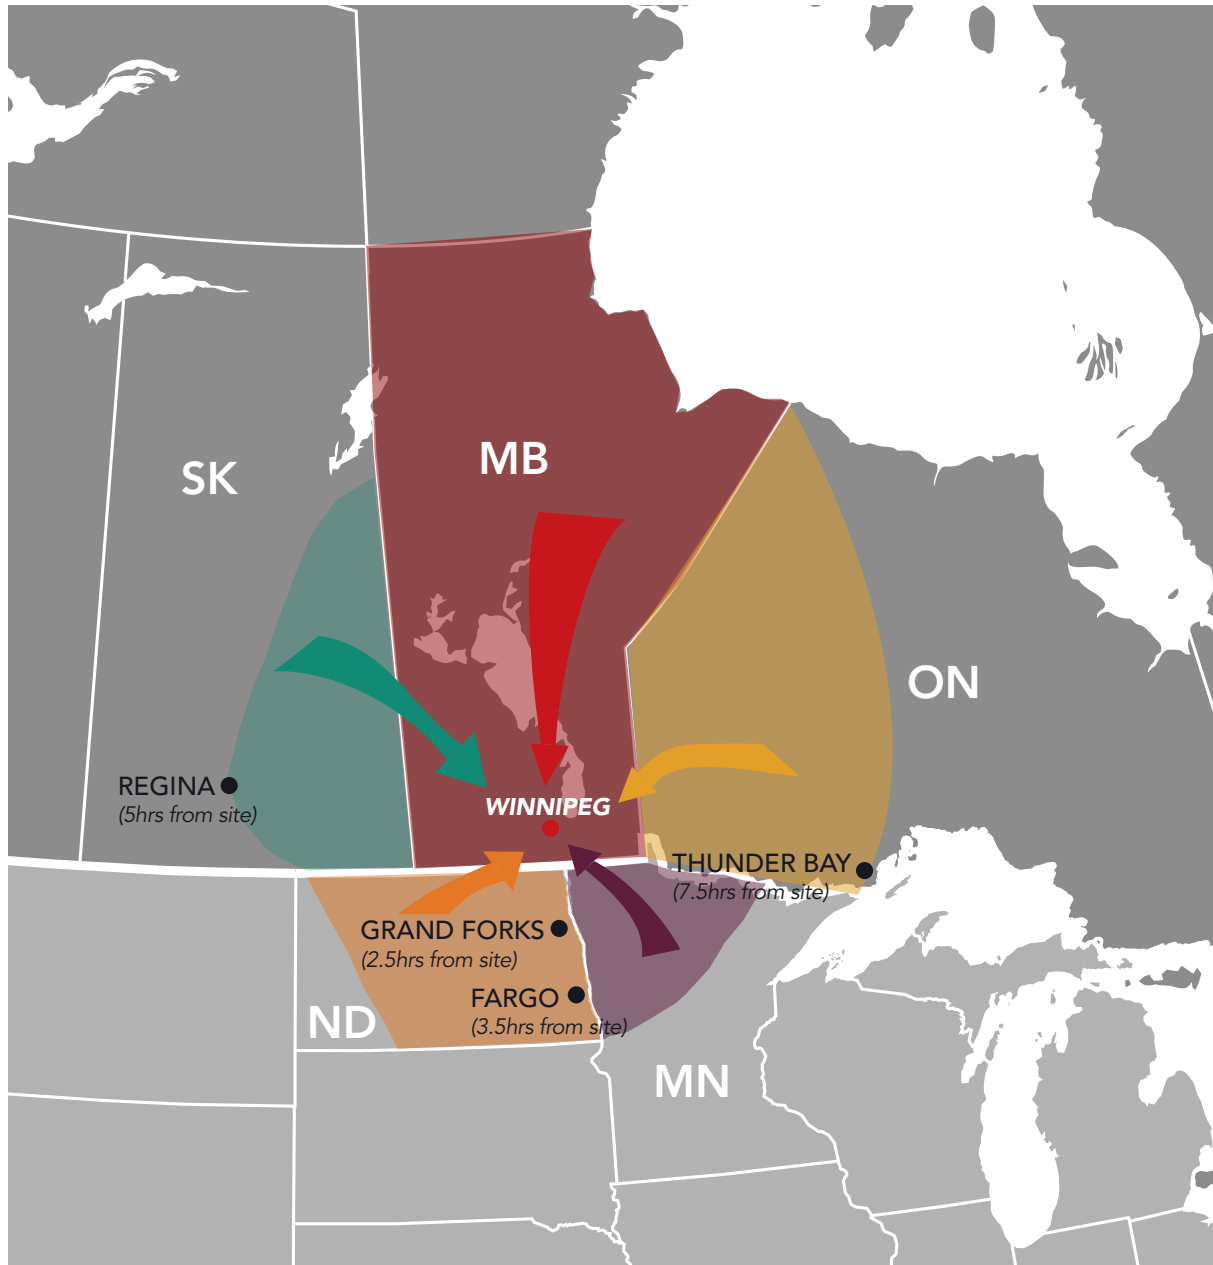 MB
SK
ON
REGINA
(5hrs from site)
WINNIPEG
THUNDER BAY
(7.5hrs from site)
GRAND FORKS
(2.5hrs from site)
FARGO
(3.5hrs from site)
ND
MN